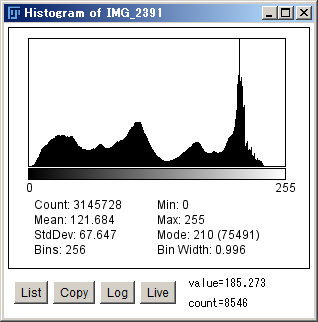 Histogram of IMG_2391
0 255
Count: 3145728 Min: 0
Mean: 121.684 Max: 255
StdDev: 67.647 Mode: 210 (75491)
Bins: 256 Bin Width: 0.996
List Copy Log Live value=185.273
count=8546